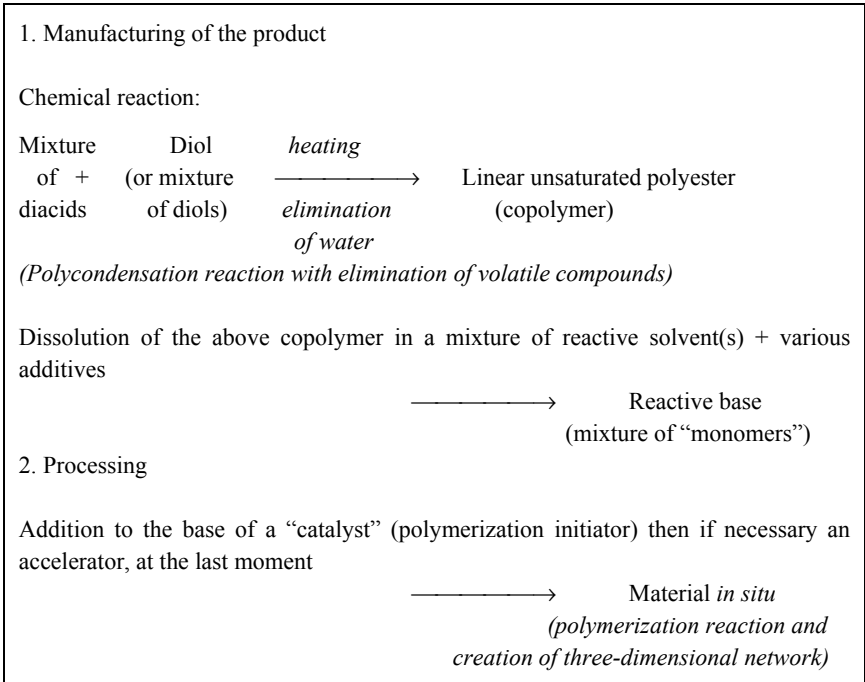 1. Manufacturing of the product
Chemical reaction:
Mixture Diol heating
of + (or mixture ⟶ Linear unsaturated polyester
diacids of diols) elimination (copolymer)
of water
(Polycondensation reaction with elimination of volatile compounds)
Dissolution of the above copolymer in a mixture of reactive solvent(s) + various
additives
⟶ Reactive base
(mixture of “monomers”)
2. Processing
Addition to the base of a “catalyst” (polymerization initiator) then if necessary an
accelerator, at the last moment
⟶ Material in situ
(polymerization reaction and
creation of three-dimensional network)